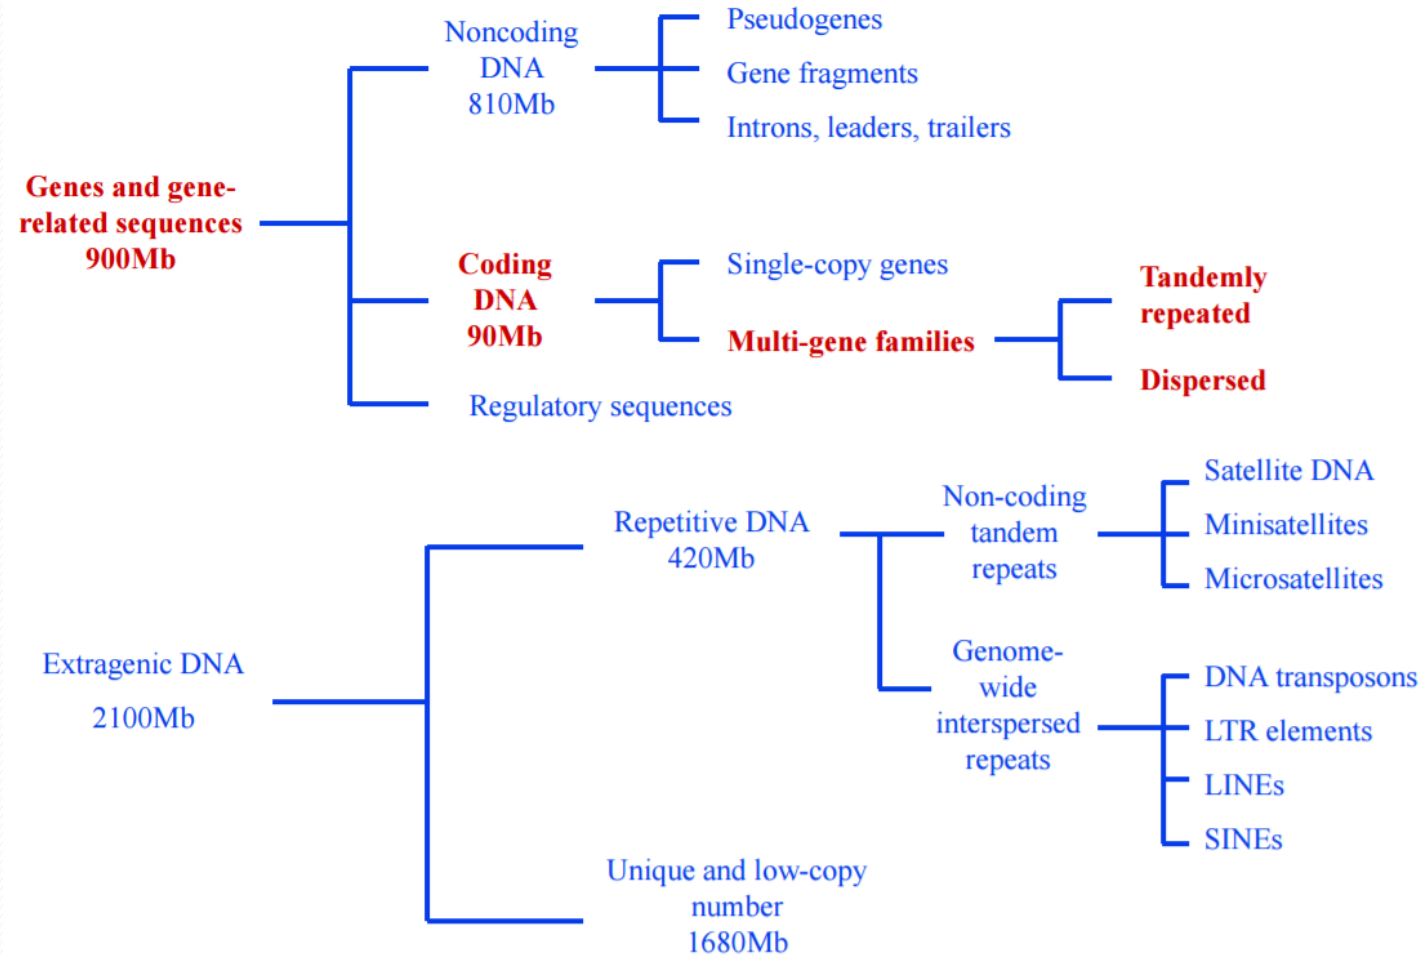 Noncoding
DNA
810Mb
Pseudogenes
Gene fragments
Introns, leaders, trailers
Genes and gene-
related sequences
900Mb
Coding
DNA
90Mb
Single-copy genes
Multi-gene families
Tandemly
repeated
Dispersed
Regulatory sequences
Extragenic DNA
2100Mb
Repetitive DNA
420Mb
Non-coding
tandem
repeats
Satellite DNA
Minisatellites
Microsatellites
Genome-
wide
interspersed
repeats
DNA transposons
LTR elements
LINEs
SINEs
Unique and low-copy
number
1680Mb